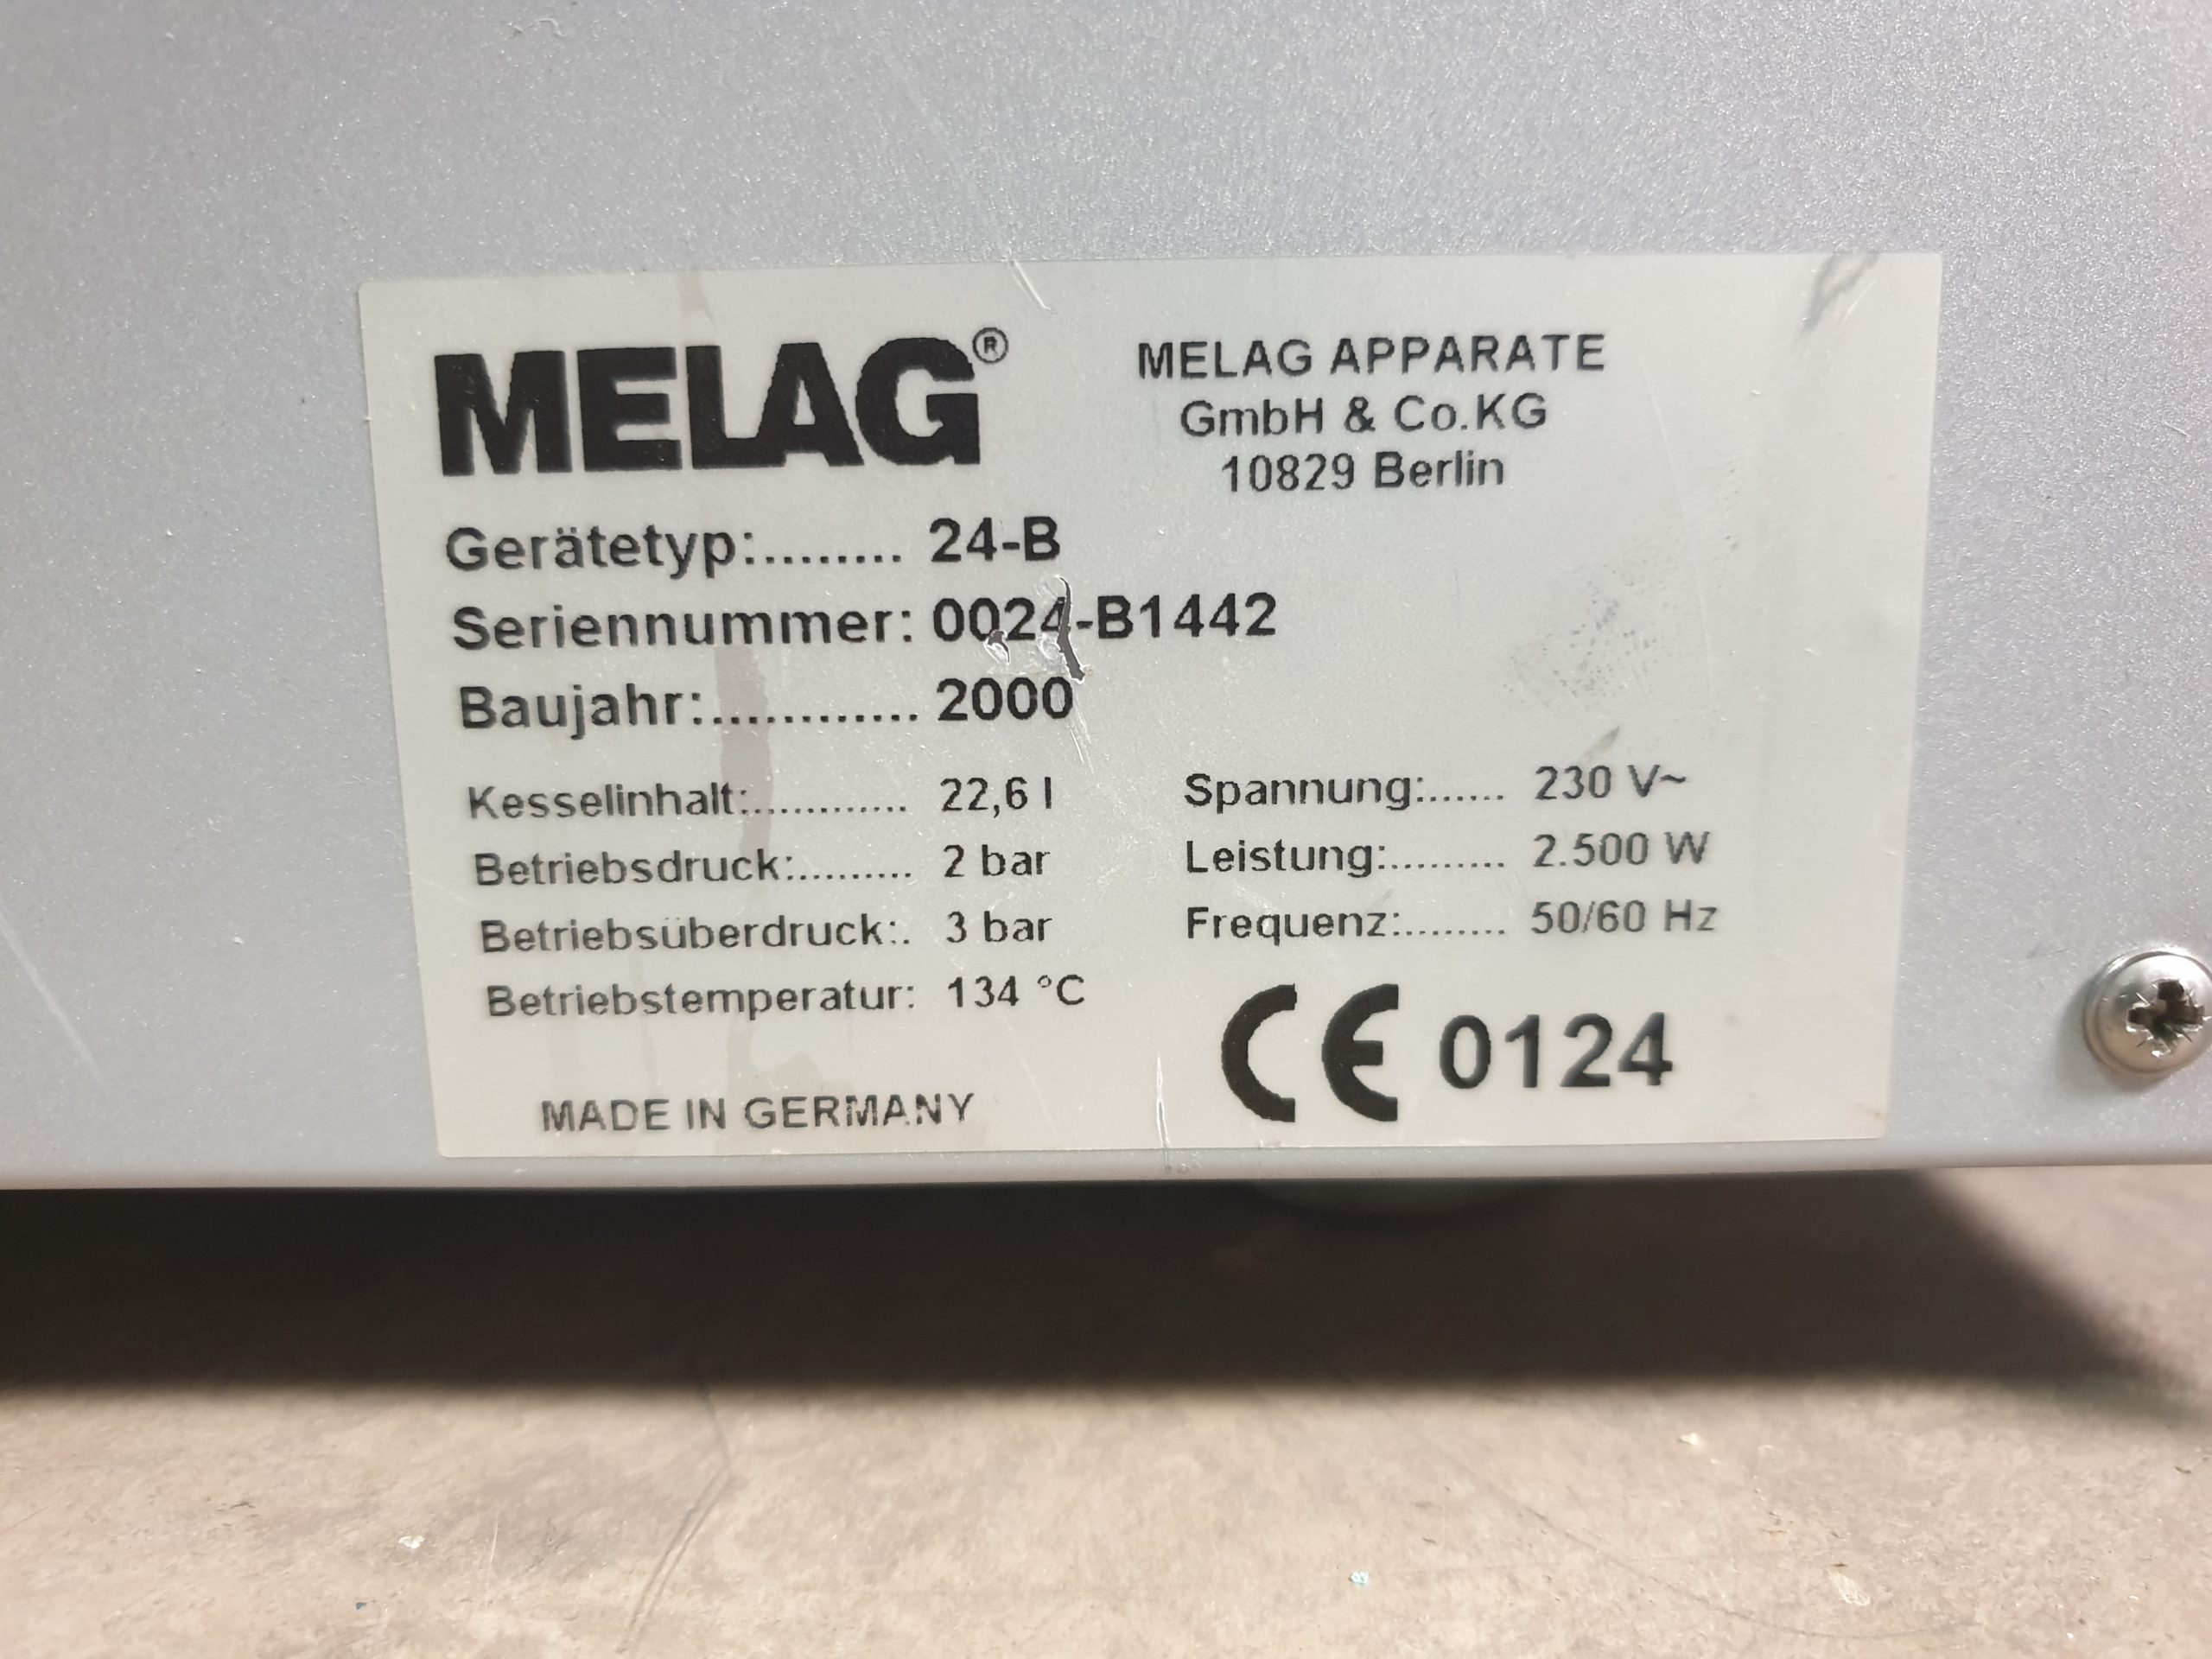 MELAG®
MELAG APPARATE
GmbH & Co.KG
10829 Berlin
Gerätetyp:........ 24-B
Seriennummer: 0024-B1442
Baujahr:............. 2000
Kesselinhalt:............ 22,6 l
Betriebsdruck:......... 2 bar
Betriebsüberdruck:. 3 bar
Betriebstemperatur: 134 °C
Spannung:...... 230 V~
Leistung:......... 2.500 W
Frequenz:........ 50/60 Hz
CE 0124
MADE IN GERMANY